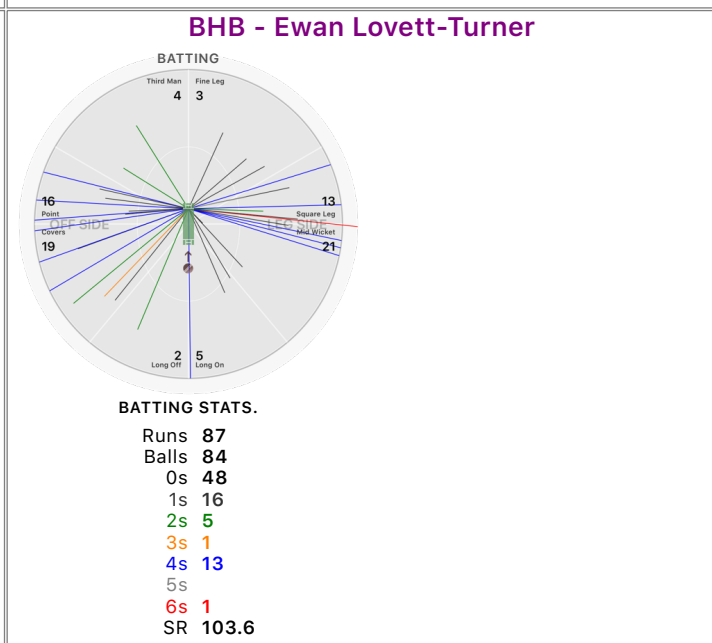 BHB - Ewan Lovett-Turner
BATTING
Third Man Fine Leg
4 3
16 13
Point Square Leg
OFF SIDE LEG SIDE
Covers Mid Wicket
19 21
2 5
Long Off Long On
BATTING STATS.
Runs 87
Balls 84
0s 48
1s 16
2s 5
3s 1
4s 13
5s
6s 1
SR 103.6